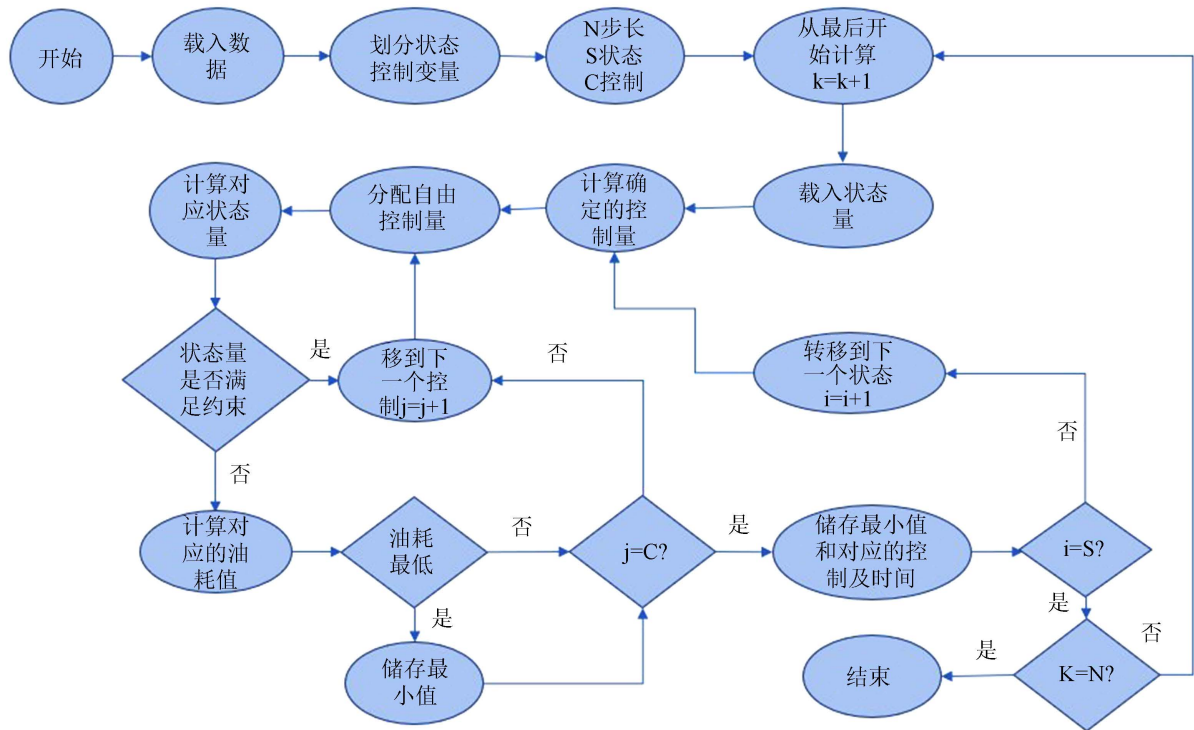 开始
载入数
据
划分状态
控制变量
N步长
S状态
C控制
从最后开
始计算
k=k+1
计算对
应状态
量
分配自由
控制量
计算确
定的控
制量
载入状态
量
状态量
是否满
足约束
是
移到下
一个控
制j=j+1
否
转移到下
一个状态
i=i+1
否
否
计算对
应的油
耗值
油耗
最低
否
j=C?
是
储存最小值
和对应的控
制及时间
i=S?
是
是
否
储存最
小值
结束
是
K=N?